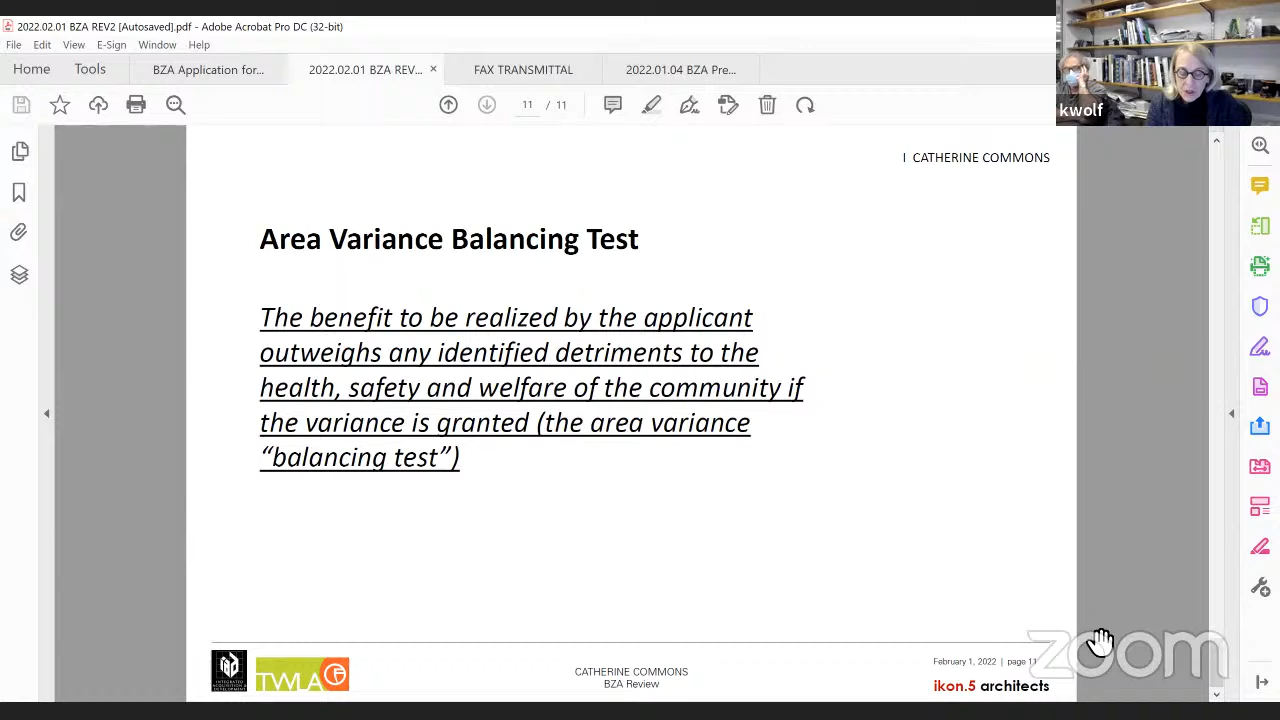 2022.02.01 BZA REV2 [Autosaved].pdf - Adobe Acrobat Pro DC (32-bit)
File Edit View E-Sign Window Help
Home Tools BZA Application for... 2022.02.01 BZA REV... × FAX TRANSMITTAL 2022.01.04 BZA Pre...
11 / 11
kwolf
I CATHERINE COMMONS
Area Variance Balancing Test
The benefit to be realized by the applicant
outweighs any identified detriments to the
health, safety and welfare of the community if
the variance is granted (the area variance
“balancing test”)
INTEGRATED
ACQUISITION &
DEVELOPMENT
TWLA
CATHERINE COMMONS
BZA Review
February 1, 2022 | page 11
ikon.5 architects
zoom